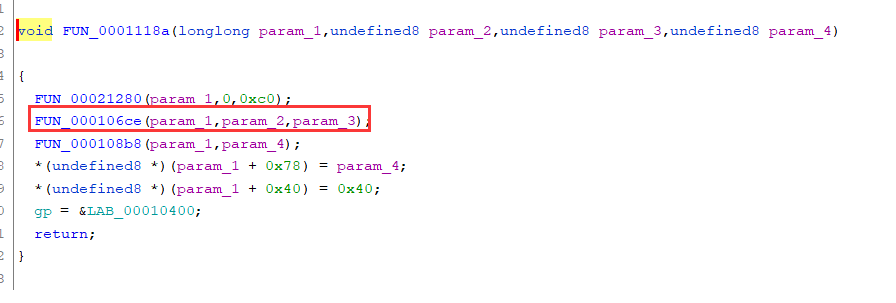 1
2 void FUN_0001118a(longlong param_1,undefined8 param_2,undefined8 param_3,undefined8 param_4)
3
4 {
5 FUN_00021280(param_1,0,0xc0);
6 FUN_000106ce(param_1,param_2,param_3);
7 FUN_000108b8(param_1,param_4);
8 *(undefined8 *)(param_1 + 0x78) = param_4;
9 *(undefined8 *)(param_1 + 0x40) = 0x40;
0 gp = &LAB_00010400;
1 return;
2 }
3